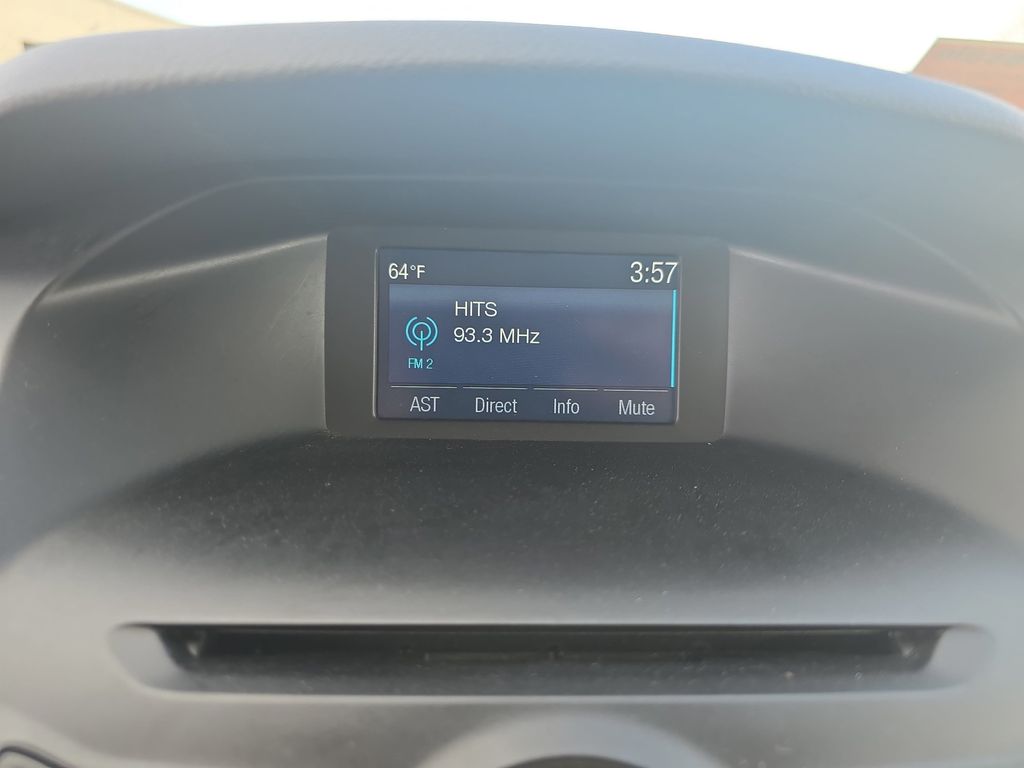 64°F 3:57
HITS
93.3 MHz
FM 2
AST Direct Info Mute